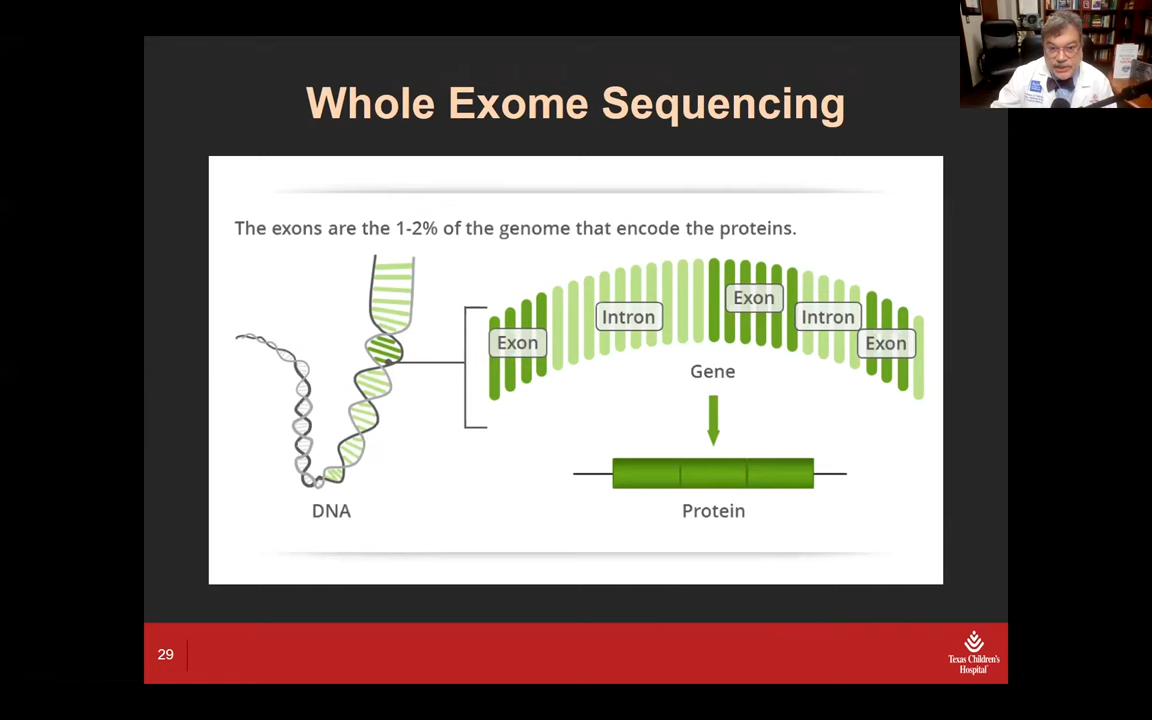 Whole Exome Sequencing
The exons are the 1-2% of the genome that encode the proteins.
Exon
Intron
Exon
Intron
Exon
Gene
DNA
Protein
29
Texas Children's
Hospital